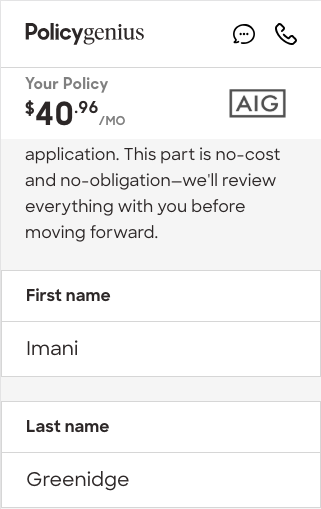 Policygenius
Your Policy
$40.96/MO
AIG
application. This part is no-cost
and no-obligation—we'll review
everything with you before
moving forward.
First name
Imani
Last name
Greenidge